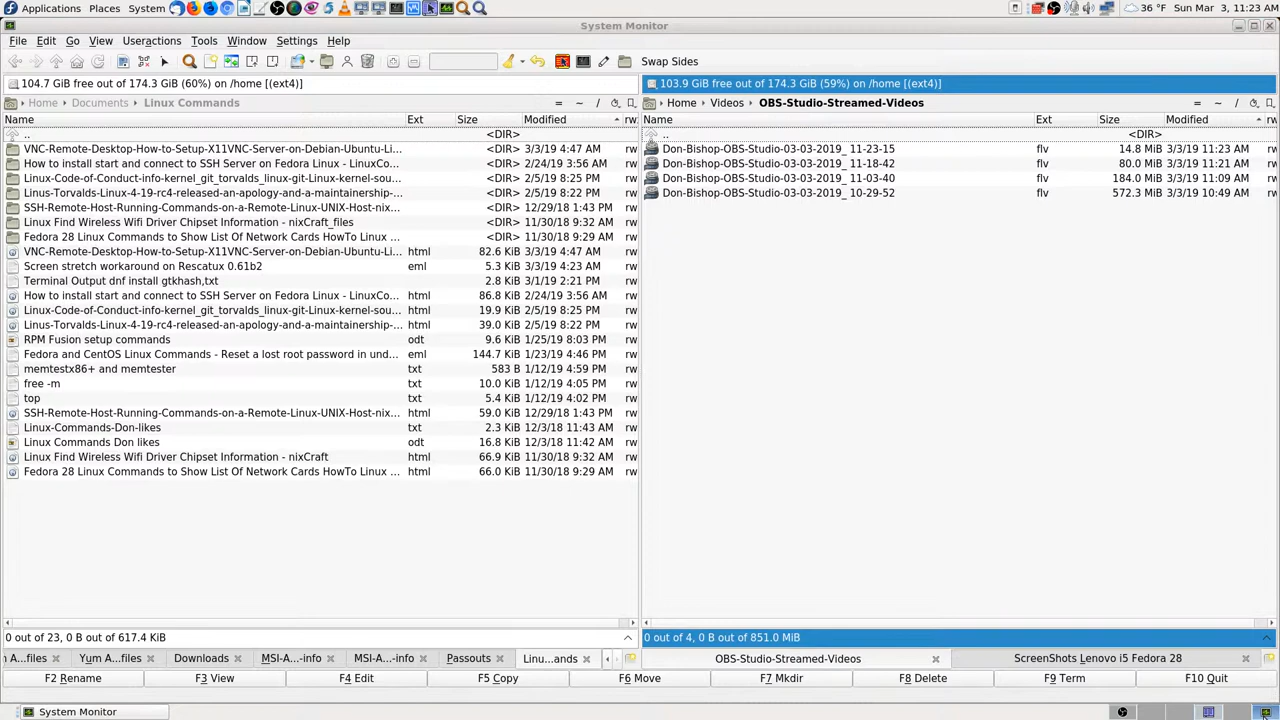 Applications Places System 36 °F Sun Mar 3, 11:23 AM
System Monitor
File Edit Go View Useractions Tools Window Settings Help
Swap Sides
104.7 GiB free out of 174.3 GiB (60%) on /home [(ext4)]
103.9 GiB free out of 174.3 GiB (59%) on /home [(ext4)]
Home Documents Linux Commands = ~ /
Home Videos OBS-Studio-Streamed-Videos = ~ /
Name Ext Size Modified rw
Name Ext Size Modified rw
.. <DIR>
VNC-Remote-Desktop-How-to-Setup-X11VNC-Server-on-Debian-Ubuntu-Li... <DIR> 3/3/19 4:47 AM rw
How to install start and connect to SSH Server on Fedora Linux - LinuxCo... <DIR> 2/24/19 3:56 AM rw
Linux-Code-of-Conduct-info-kernel_git_torvalds_linux-git-Linux-kernel-sou... <DIR> 2/5/19 8:25 PM rw
Linus-Torvalds-Linux-4-19-rc4-released-an-apology-and-a-maintainership-... <DIR> 2/5/19 8:22 PM rw
SSH-Remote-Host-Running-Commands-on-a-Remote-Linux-UNIX-Host-nix... <DIR> 12/29/18 1:43 PM rw
Linux Find Wireless Wifi Driver Chipset Information - nixCraft_files <DIR> 11/30/18 9:32 AM rw
Fedora 28 Linux Commands to Show List Of Network Cards HowTo Linux ... <DIR> 11/30/18 9:29 AM rw
VNC-Remote-Desktop-How-to-Setup-X11VNC-Server-on-Debian-Ubuntu-Li... html 82.6 KiB 3/3/19 4:47 AM rw
Screen stretch workaround on Rescatux 0.61b2 eml 5.3 KiB 3/3/19 4:23 AM rw
Terminal Output dnf install gtkhash,txt 2.8 KiB 3/1/19 2:21 PM rw
How to install start and connect to SSH Server on Fedora Linux - LinuxCo... html 86.8 KiB 2/24/19 3:56 AM rw
Linux-Code-of-Conduct-info-kernel_git_torvalds_linux-git-Linux-kernel-sou... html 19.9 KiB 2/5/19 8:25 PM rw
Linus-Torvalds-Linux-4-19-rc4-released-an-apology-and-a-maintainership-... html 39.0 KiB 2/5/19 8:22 PM rw
RPM Fusion setup commands odt 9.6 KiB 1/25/19 8:03 PM rw
Fedora and CentOS Linux Commands - Reset a lost root password in und... eml 144.7 KiB 1/23/19 4:46 PM rw
memtestx86+ and memtester txt 583 B 1/12/19 4:59 PM rw
free -m txt 10.0 KiB 1/12/19 4:05 PM rw
top txt 5.4 KiB 1/12/19 4:02 PM rw
SSH-Remote-Host-Running-Commands-on-a-Remote-Linux-UNIX-Host-nix... html 59.0 KiB 12/29/18 1:43 PM rw
Linux-Commands-Don-likes txt 2.3 KiB 12/3/18 11:43 AM rw
Linux Commands Don likes odt 16.8 KiB 12/3/18 11:42 AM rw
Linux Find Wireless Wifi Driver Chipset Information - nixCraft html 66.9 KiB 11/30/18 9:32 AM rw
Fedora 28 Linux Commands to Show List Of Network Cards HowTo Linux ... html 66.0 KiB 11/30/18 9:29 AM rw
.. <DIR>
Don-Bishop-OBS-Studio-03-03-2019_ 11-23-15 flv 14.8 MiB 3/3/19 11:23 AM rw
Don-Bishop-OBS-Studio-03-03-2019_ 11-18-42 flv 80.0 MiB 3/3/19 11:21 AM rw
Don-Bishop-OBS-Studio-03-03-2019_ 11-03-40 flv 184.0 MiB 3/3/19 11:09 AM rw
Don-Bishop-OBS-Studio-03-03-2019_ 10-29-52 flv 572.3 MiB 3/3/19 10:49 AM rw
0 out of 23, 0 B out of 617.4 KiB
0 out of 4, 0 B out of 851.0 MiB
n A...files Yum A...files Downloads MSI-A...-info MSI-A...-info Passouts Linu...ands
OBS-Studio-Streamed-Videos ScreenShots Lenovo i5 Fedora 28
F2 Rename F3 View F4 Edit F5 Copy F6 Move F7 Mkdir F8 Delete F9 Term F10 Quit
System Monitor